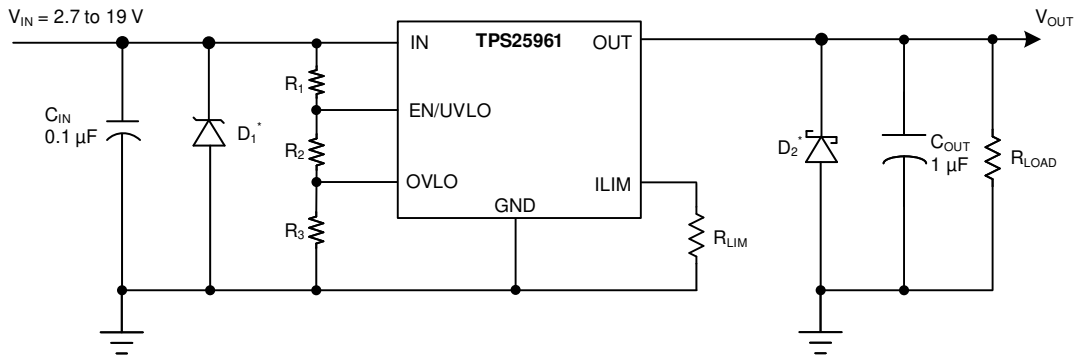 V_IN = 2.7 to 19 V
TPS25961
V_OUT
IN
OUT
R_1
C_IN
0.1 µF
D_1*
EN/UVLO
R_2
D_2*
C_OUT
1 µF
R_LOAD
OVLO
ILIM
GND
R_3
R_LIM